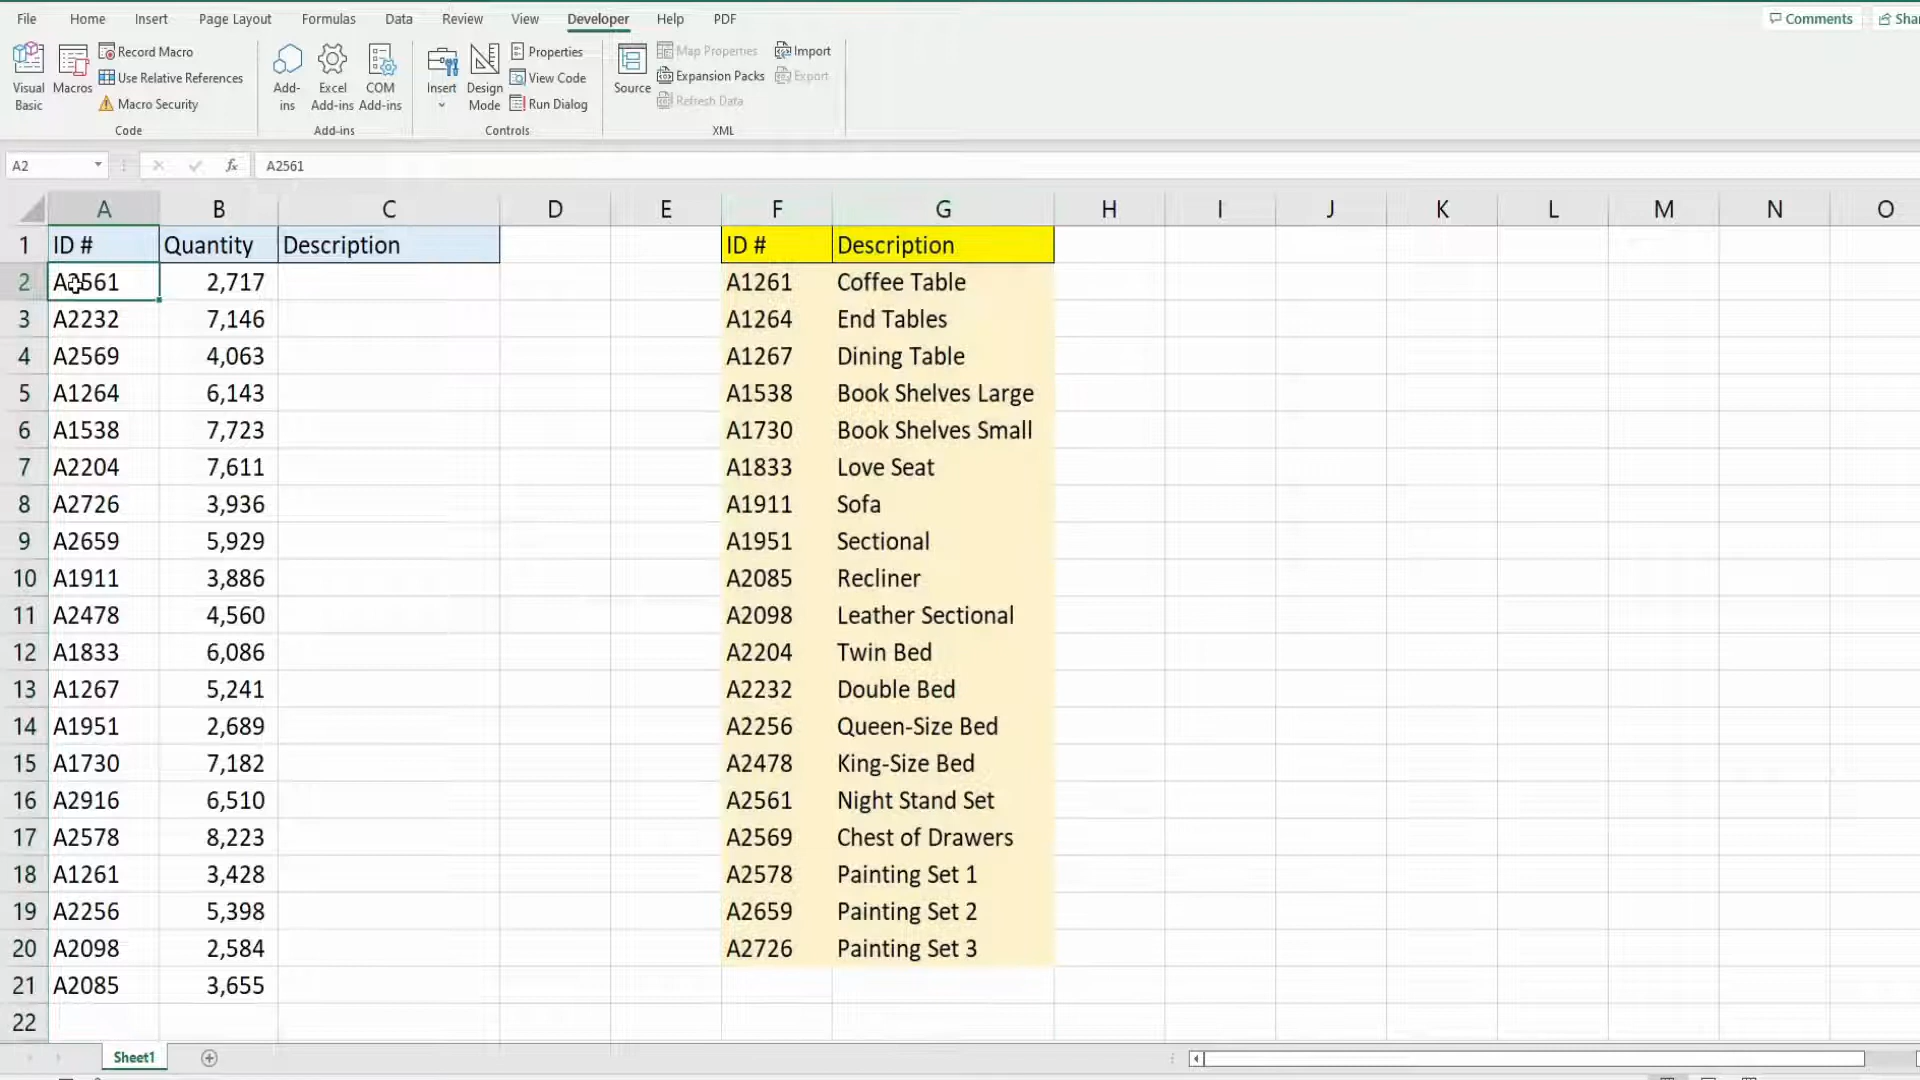 File Home Insert Page Layout Formulas Data Review View Developer Help PDF Comments
Visual Basic
Macros
Record Macro
Use Relative References
Macro Security
Code
Add-ins
Excel Add-ins
COM Add-ins
Add-ins
Insert
Design Mode
Properties
View Code
Run Dialog
Controls
Source
Map Properties
Expansion Packs
Refresh Data
Import
Export
XML
A2 fx A2561
A B C D E F G H I J K L M N O
1 ID # Quantity Description ID # Description
2 A2561 2,717 A1261 Coffee Table
3 A2232 7,146 A1264 End Tables
4 A2569 4,063 A1267 Dining Table
5 A1264 6,143 A1538 Book Shelves Large
6 A1538 7,723 A1730 Book Shelves Small
7 A2204 7,611 A1833 Love Seat
8 A2726 3,936 A1911 Sofa
9 A2659 5,929 A1951 Sectional
10 A1911 3,886 A2085 Recliner
11 A2478 4,560 A2098 Leather Sectional
12 A1833 6,086 A2204 Twin Bed
13 A1267 5,241 A2232 Double Bed
14 A1951 2,689 A2256 Queen-Size Bed
15 A1730 7,182 A2478 King-Size Bed
16 A2916 6,510 A2561 Night Stand Set
17 A2578 8,223 A2569 Chest of Drawers
18 A1261 3,428 A2578 Painting Set 1
19 A2256 5,398 A2659 Painting Set 2
20 A2098 2,584 A2726 Painting Set 3
21 A2085 3,655
22
Sheet1